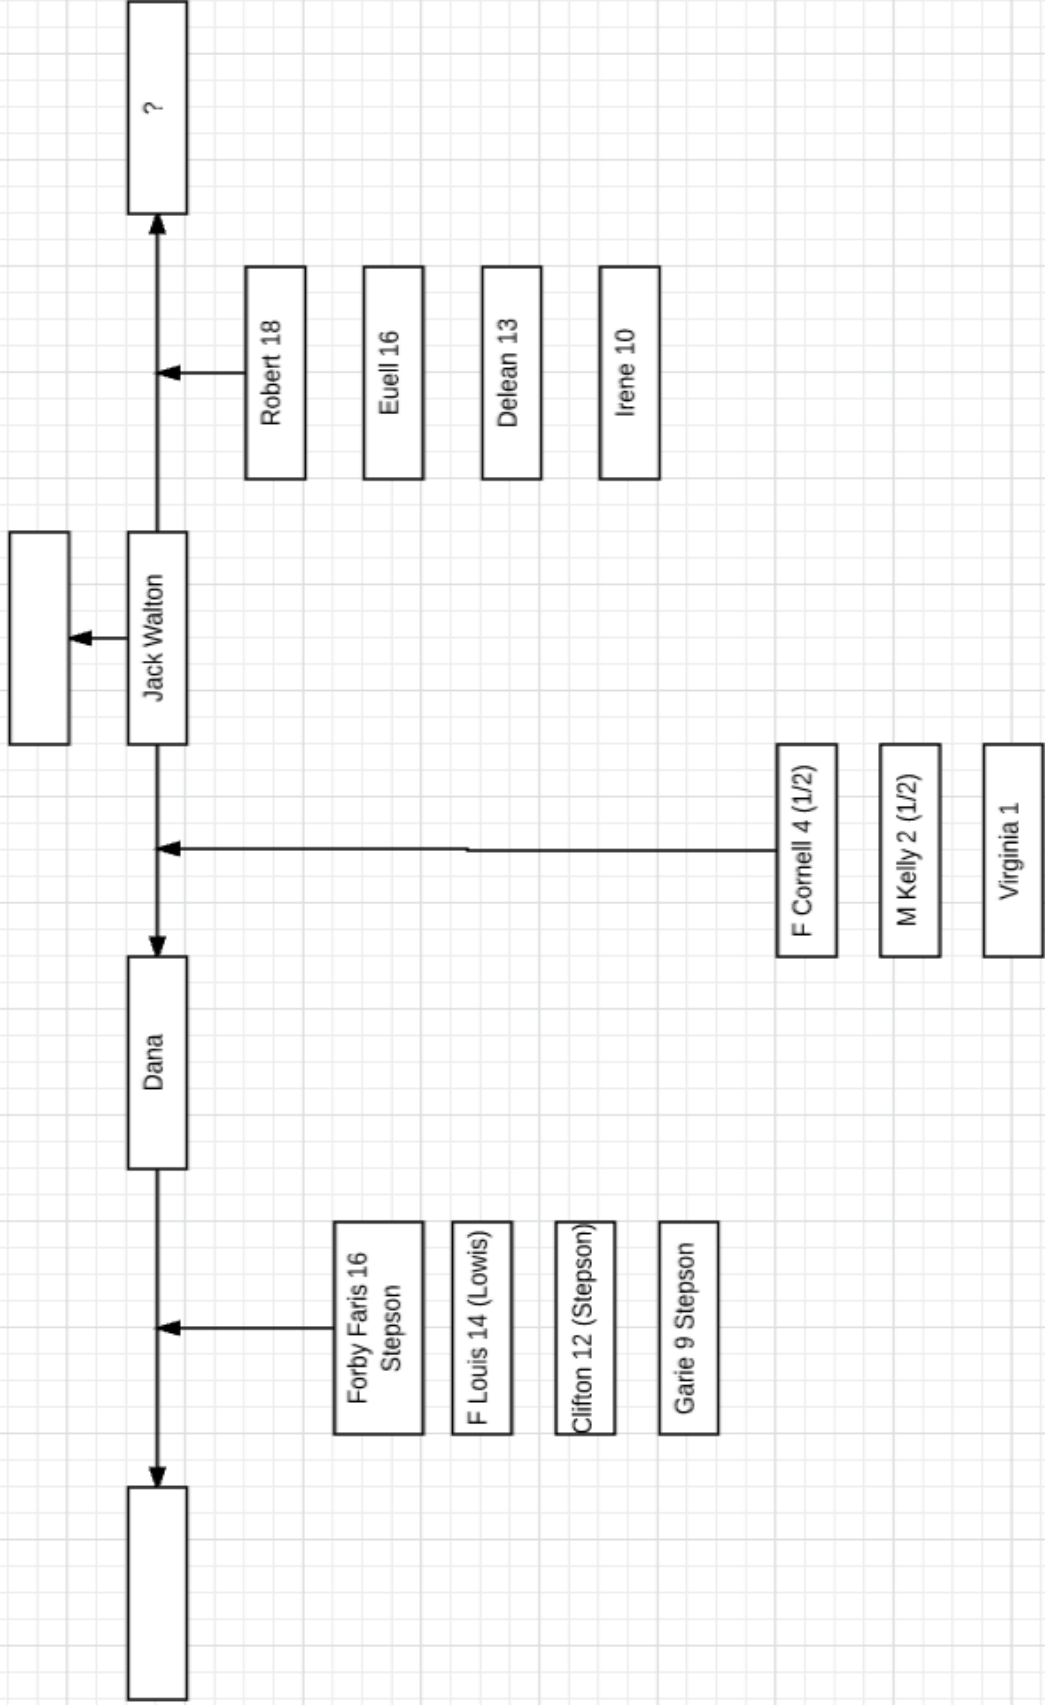 ?
Robert 18
Euell 16
Delean 13
Irene 10
Jack Walton
F Cornell 4 (1/2)
M Kelly 2 (1/2)
Virginia 1
Dana
Forby Faris 16
Stepson
F Louis 14 (Lowis)
Clifton 12 (Stepson)
Garie 9 Stepson